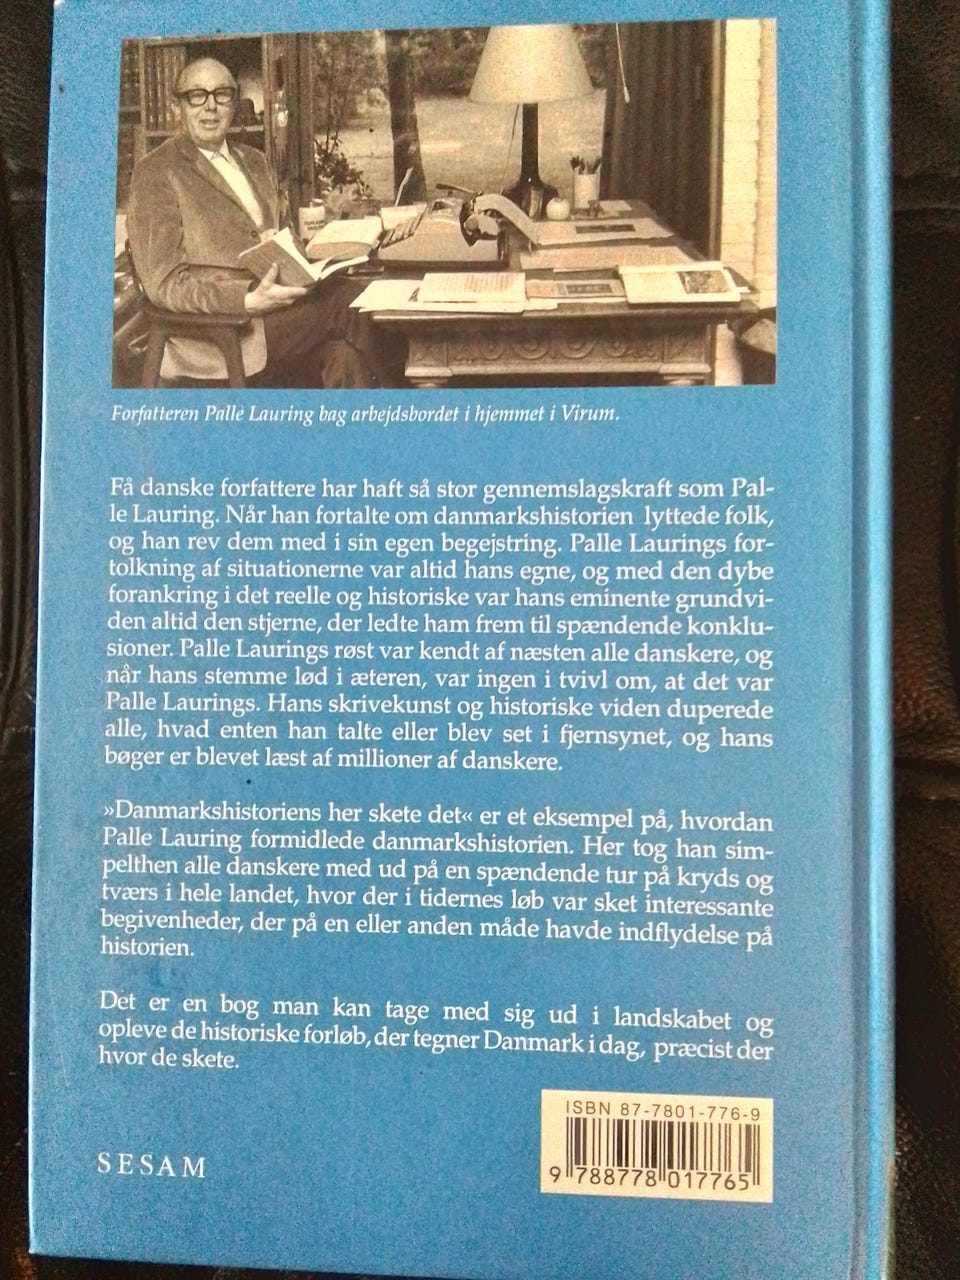 Forfatteren Palle Lauring bag arbejdsbordet i hjemmet i Virum.
Få danske forfattere har haft så stor gennemslagskraft som Pal-
le Lauring. Når han fortalte om danmarkshistorien lyttede folk,
og han rev dem med i sin egen begejstring. Palle Laurings for-
tolkning af situationerne var altid hans egne, og med den dybe
forankring i det reelle og historiske var hans eminente grundvi-
den altid den stjerne, der ledte ham frem til spændende konklu-
sioner. Palle Laurings røst var kendt af næsten alle danskere, og
når hans stemme lød i æteren, var ingen i tvivl om, at det var
Palle Laurings. Hans skrivekunst og historiske viden duperede
alle, hvad enten han talte eller blev set i fjernsynet, og hans
bøger er blevet læst af millioner af danskere.
»Danmarkshistoriens her skete det« er et eksempel på, hvordan
Palle Lauring formidlede danmarkshistorien. Her tog han sim-
pelthen alle danskere med ud på en spændende tur på kryds og
tværs i hele landet, hvor der i tidernes løb var sket interessante
begivenheder, der på en eller anden måde havde indflydelse på
historien.
Det er en bog man kan tage med sig ud i landskabet og
opleve de historiske forløb, der tegner Danmark i dag, præcist der
hvor de skete.
ISBN 87-7801-776-9
9 788778 017765
SESAM